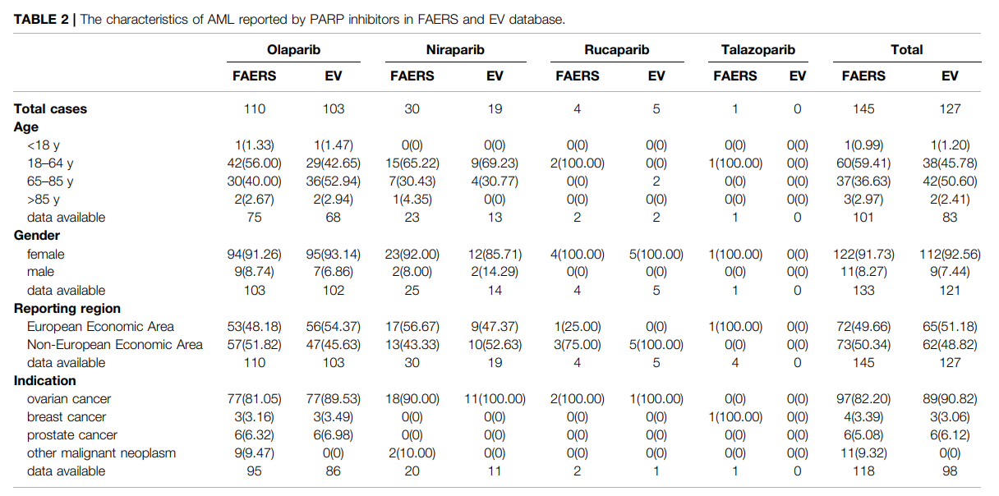 TABLE 2 | The characteristics of AML reported by PARP inhibitors in FAERS and EV database.
Olaparib Niraparib Rucaparib Talazoparib Total
FAERS EV FAERS EV FAERS EV FAERS EV FAERS EV
Total cases 110 103 30 19 4 5 1 0 145 127
Age
<18 y 1(1.33) 1(1.47) 0(0) 0(0) 0(0) 0(0) 0(0) 0(0) 1(0.99) 1(1.20)
18–64 y 42(56.00) 29(42.65) 15(65.22) 9(69.23) 2(100.00) 0(0) 1(100.00) 0(0) 60(59.41) 38(45.78)
65–85 y 30(40.00) 36(52.94) 7(30.43) 4(30.77) 0(0) 2 0(0) 0(0) 37(36.63) 42(50.60)
>85 y 2(2.67) 2(2.94) 1(4.35) 0(0) 0(0) 0(0) 0(0) 0(0) 3(2.97) 2(2.41)
data available 75 68 23 13 2 2 1 0 101 83
Gender
female 94(91.26) 95(93.14) 23(92.00) 12(85.71) 4(100.00) 5(100.00) 1(100.00) 0(0) 122(91.73) 112(92.56)
male 9(8.74) 7(6.86) 2(8.00) 2(14.29) 0(0) 0(0) 0(0) 0(0) 11(8.27) 9(7.44)
data available 103 102 25 14 4 5 1 0 133 121
Reporting region
European Economic Area 53(48.18) 56(54.37) 17(56.67) 9(47.37) 1(25.00) 0(0) 1(100.00) 0(0) 72(49.66) 65(51.18)
Non-European Economic Area 57(51.82) 47(45.63) 13(43.33) 10(52.63) 3(75.00) 5(100.00) 0(0) 0(0) 73(50.34) 62(48.82)
data available 110 103 30 19 4 5 4 0 145 127
Indication
ovarian cancer 77(81.05) 77(89.53) 18(90.00) 11(100.00) 2(100.00) 1(100.00) 0(0) 0(0) 97(82.20) 89(90.82)
breast cancer 3(3.16) 3(3.49) 0(0) 0(0) 0(0) 0(0) 1(100.00) 0(0) 4(3.39) 3(3.06)
prostate cancer 6(6.32) 6(6.98) 0(0) 0(0) 0(0) 0(0) 0(0) 0(0) 6(5.08) 6(6.12)
other malignant neoplasm 9(9.47) 0(0) 2(10.00) 0(0) 0(0) 0(0) 0(0) 0(0) 11(9.32) 0(0)
data available 95 86 20 11 2 1 1 0 118 98